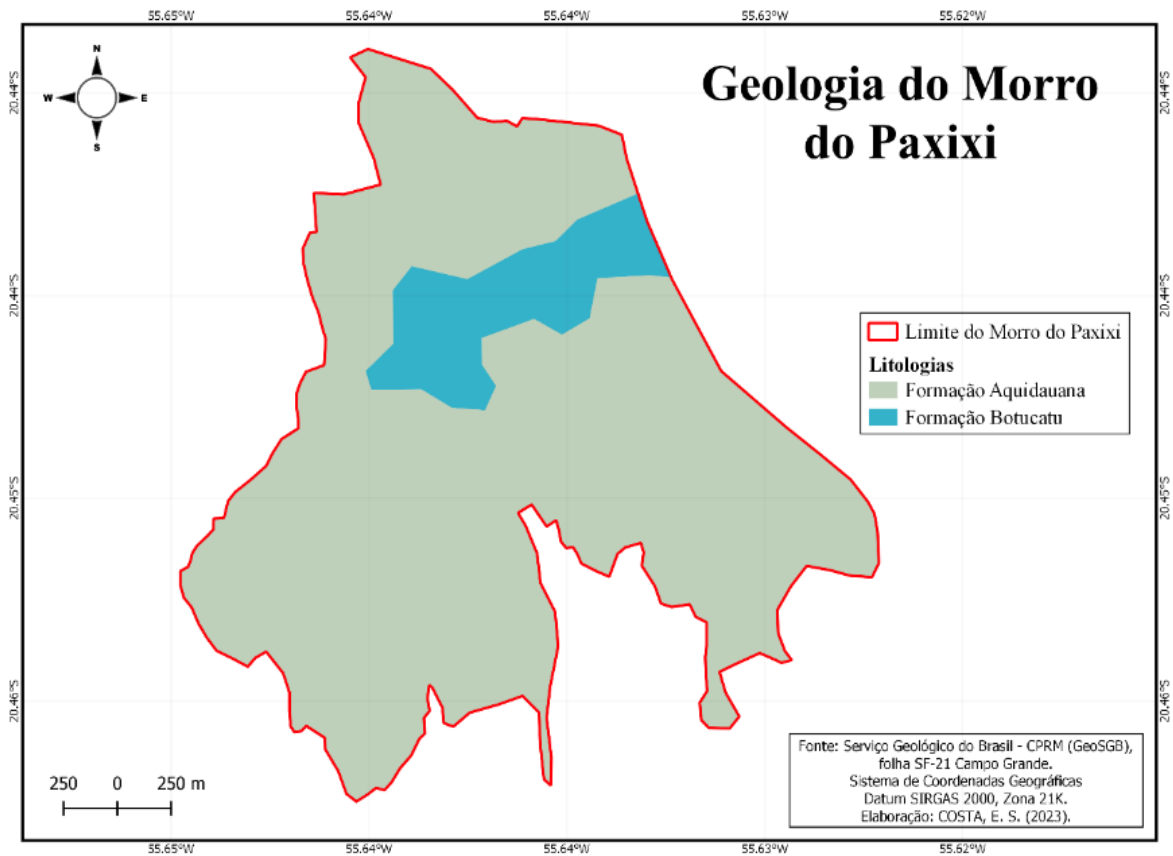 55.65°W 55.64°W 55.64°W 55.63°W 55.62°W
N
W E
S
Geologia do Morro
do Paxixi
20.44°S 20.44°S
20.44°S 20.44°S
Limite do Morro do Paxixi
Litologias
Formação Aquidauana
Formação Botucatu
20.45°S 20.45°S
20.46°S 20.46°S
Fonte: Serviço Geológico do Brasil - CPRM (GeoSGB),
folha SF-21 Campo Grande.
Sistema de Coordenadas Geográficas
Datum SIRGAS 2000, Zona 21K.
Elaboração: COSTA, E. S. (2023).
250 0 250 m
55.65°W 55.64°W 55.64°W 55.63°W 55.62°W